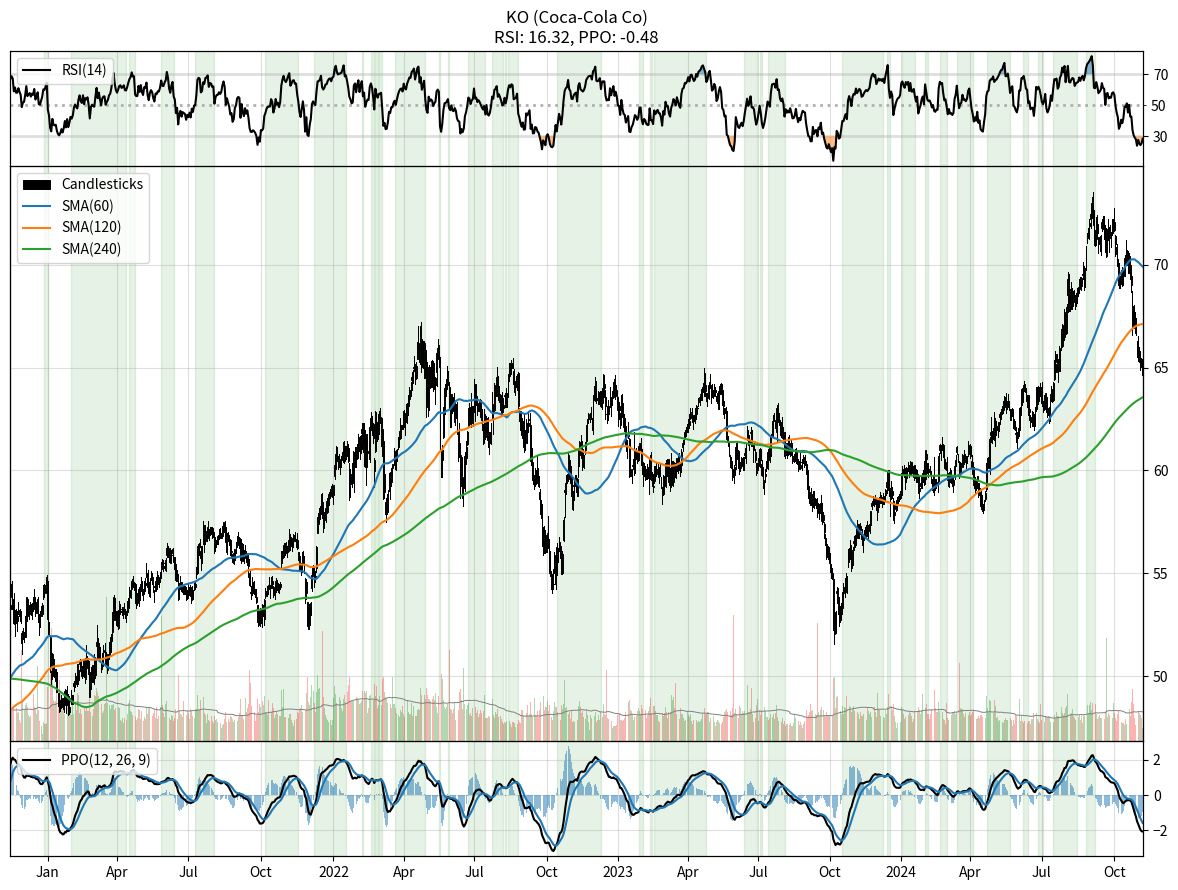 KO (Coca-Cola Co)
RSI: 16.32, PPO: -0.48
RSI(14)
70
50
30
Candlesticks
SMA(60)
SMA(120)
SMA(240)
70
65
60
55
50
PPO(12, 26, 9)
2
0
−2
Jan Apr Jul Oct 2022 Apr Jul Oct 2023 Apr Jul Oct 2024 Apr Jul Oct